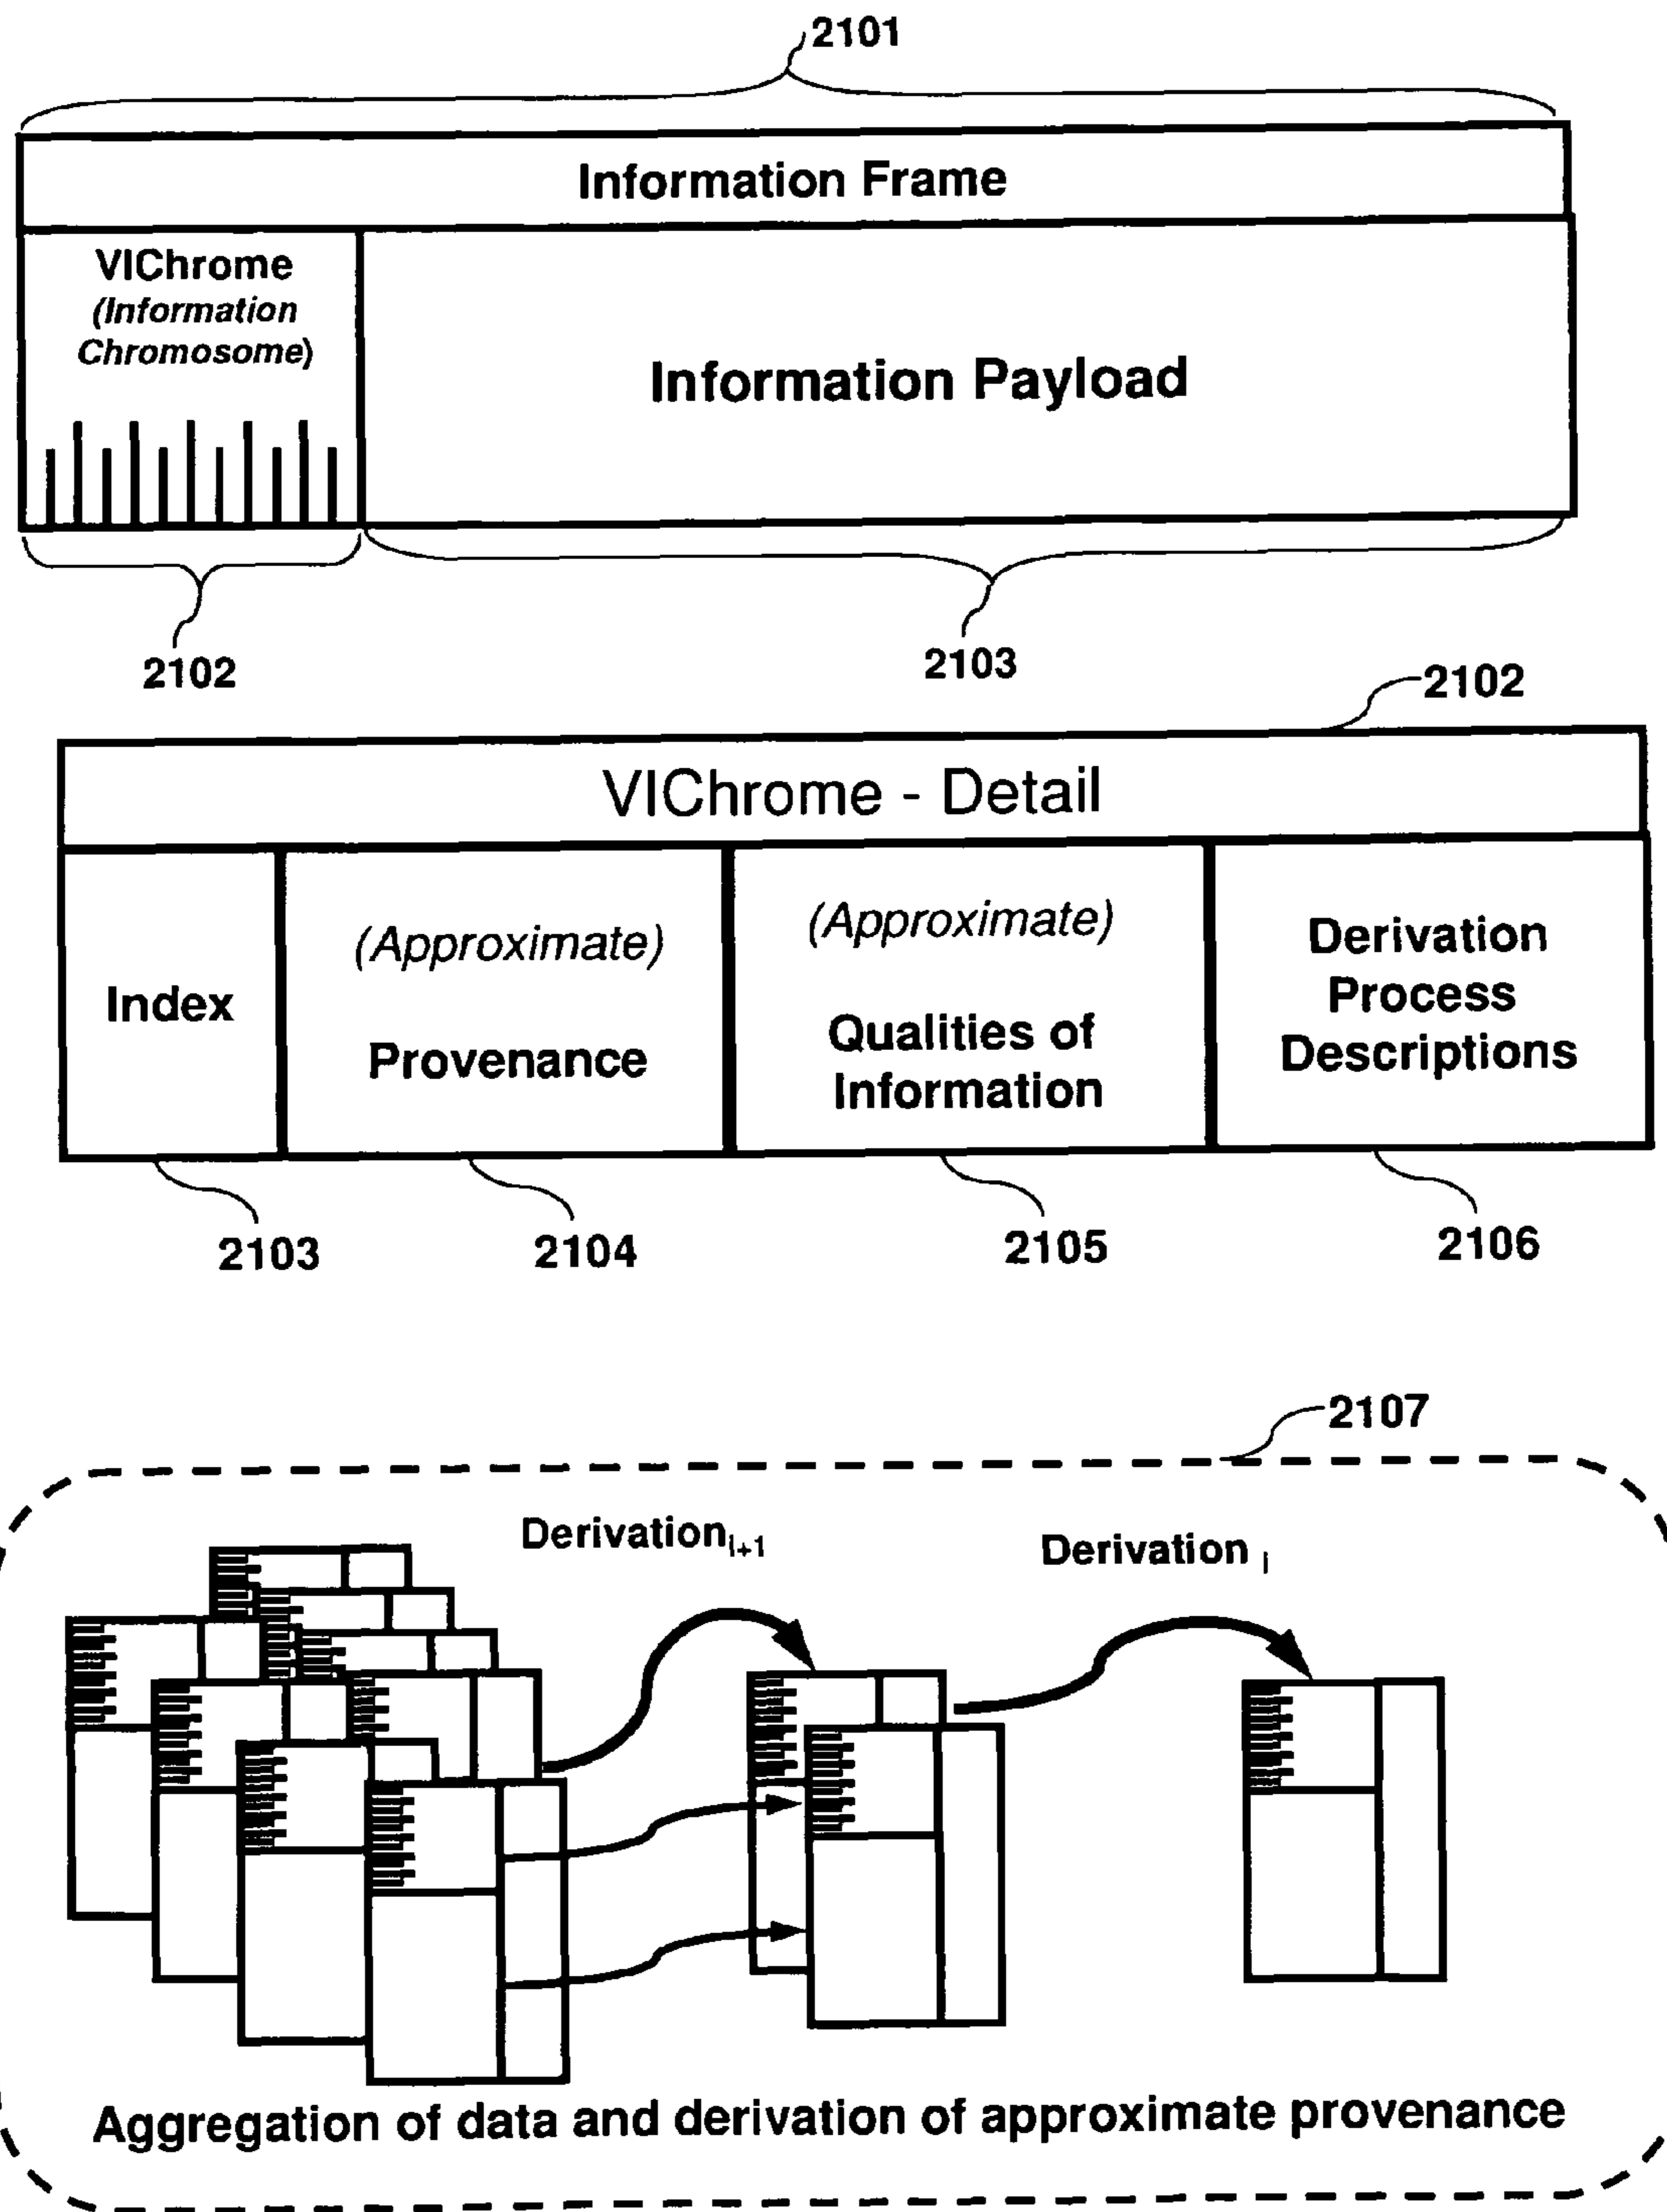 2101
Information Frame
VIChrome
(Information
Chromosome)
Information Payload
2102
2103
2102
VIChrome - Detail
Index
(Approximate)
Provenance
(Approximate)
Qualities of
Information
Derivation
Process
Descriptions
2103
2104
2105
2106
2107
Derivation i+1
Derivation i
Aggregation of data and derivation of approximate provenance